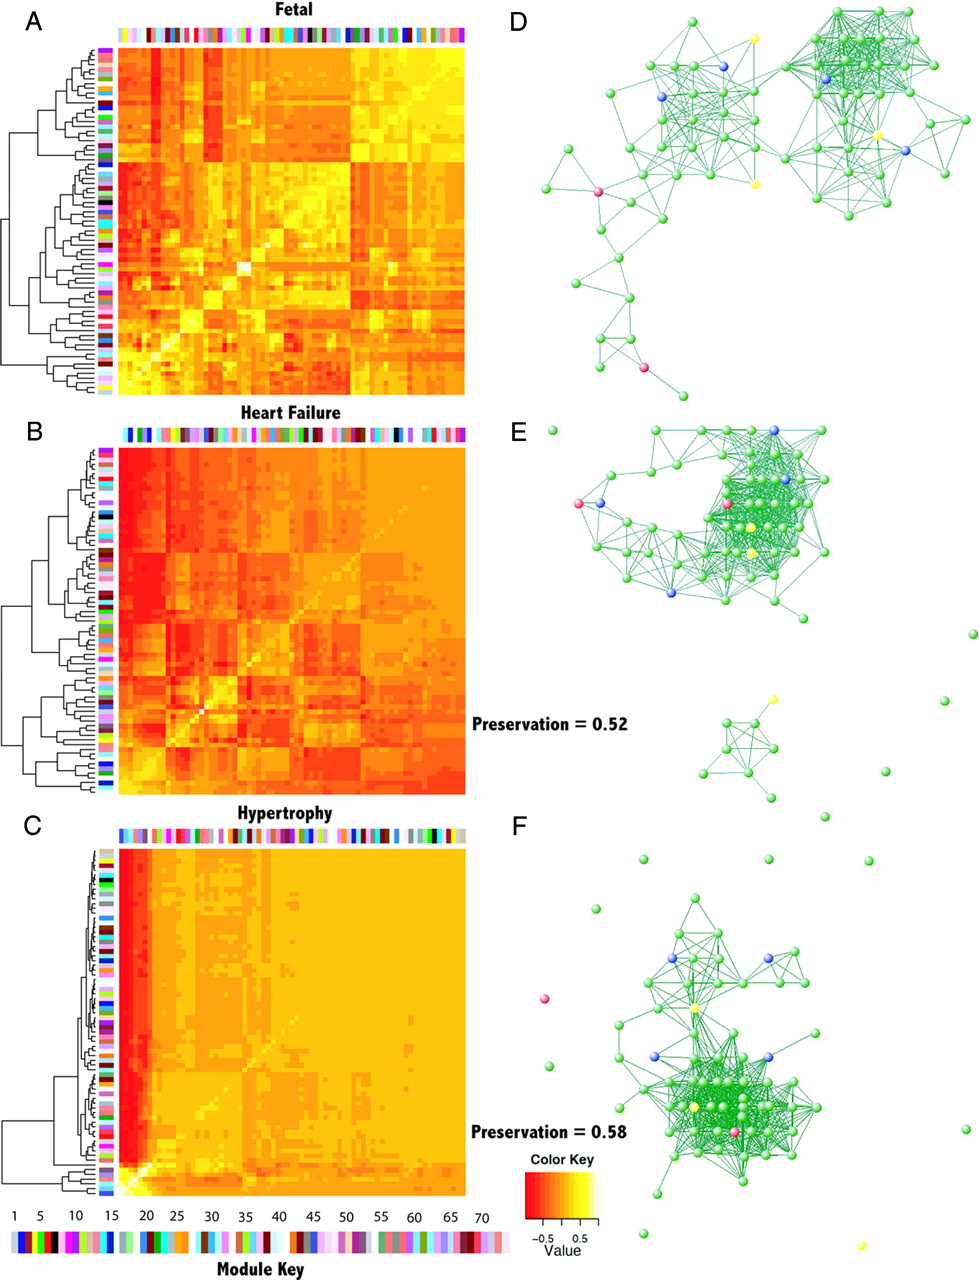 A
Fetal
D
Heart Failure
B
E
Preservation = 0.52
Hypertrophy
C
F
Preservation = 0.58
Color Key
−0.5 0.5
Value
1 5 10 15 20 25 30 35 40 45 50 55 60 65 70
Module Key